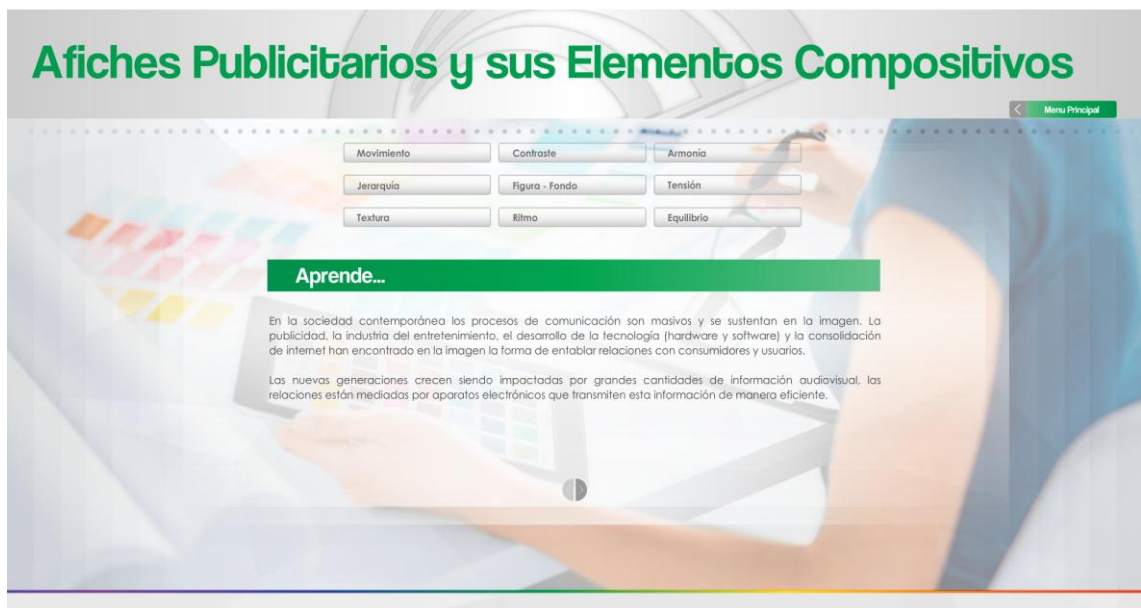 Afiches Publicitarios y sus Elementos Compositivos
Menu Principal
Movimiento
Contraste
Armonía
Jerarquía
Figura - Fondo
Tensión
Textura
Ritmo
Equilibrio
Aprende...
En la sociedad contemporánea los procesos de comunicación son masivos y se sustentan en la imagen. La
publicidad, la industria del entretenimiento, el desarrollo de la tecnología (hardware y software) y la consolidación
de internet han encontrado en la imagen la forma de entablar relaciones con consumidores y usuarios.
Las nuevas generaciones crecen siendo impactadas por grandes cantidades de información audiovisual, las
relaciones están mediadas por aparatos electrónicos que transmiten esta información de manera eficiente.